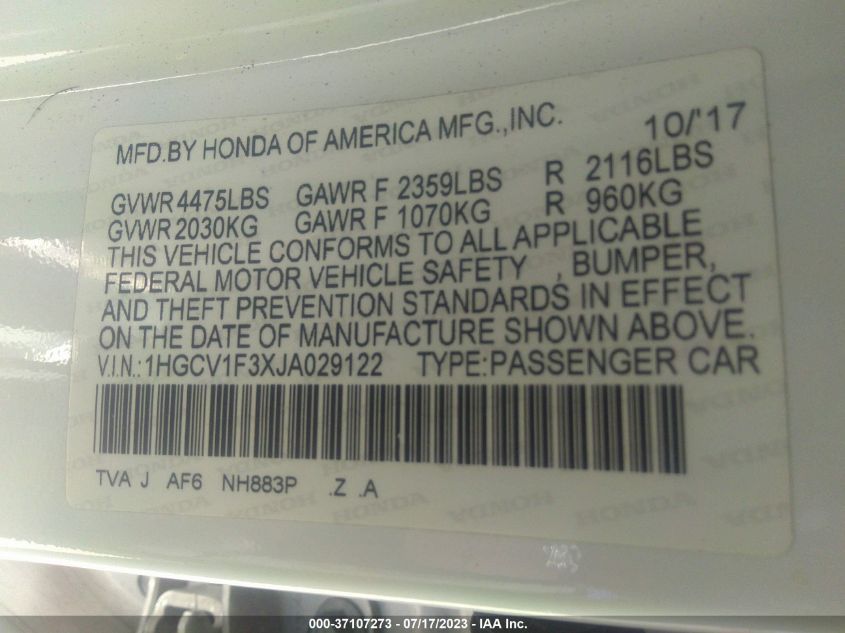 MFD.BY HONDA OF AMERICA MFG.,INC. 10/'17
GVWR 4475LBS GAWR F 2359LBS R 2116LBS
GVWR 2030KG GAWR F 1070KG R 960KG
THIS VEHICLE CONFORMS TO ALL APPLICABLE
FEDERAL MOTOR VEHICLE SAFETY , BUMPER,
AND THEFT PREVENTION STANDARDS IN EFFECT
ON THE DATE OF MANUFACTURE SHOWN ABOVE.
V.I.N.:1HGCV1F3XJA029122 TYPE:PASSENGER CAR
TVA J AF6 NH883P .Z .A
000-37107273 - 07/17/2023 - IAA Inc.